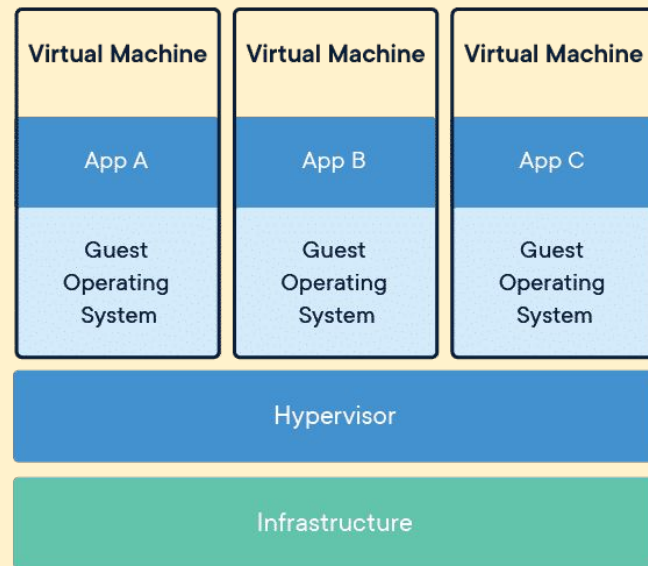 Virtual Machine
Virtual Machine
Virtual Machine
App A
App B
App C
Guest
Operating
System
Guest
Operating
System
Guest
Operating
System
Hypervisor
Infrastructure